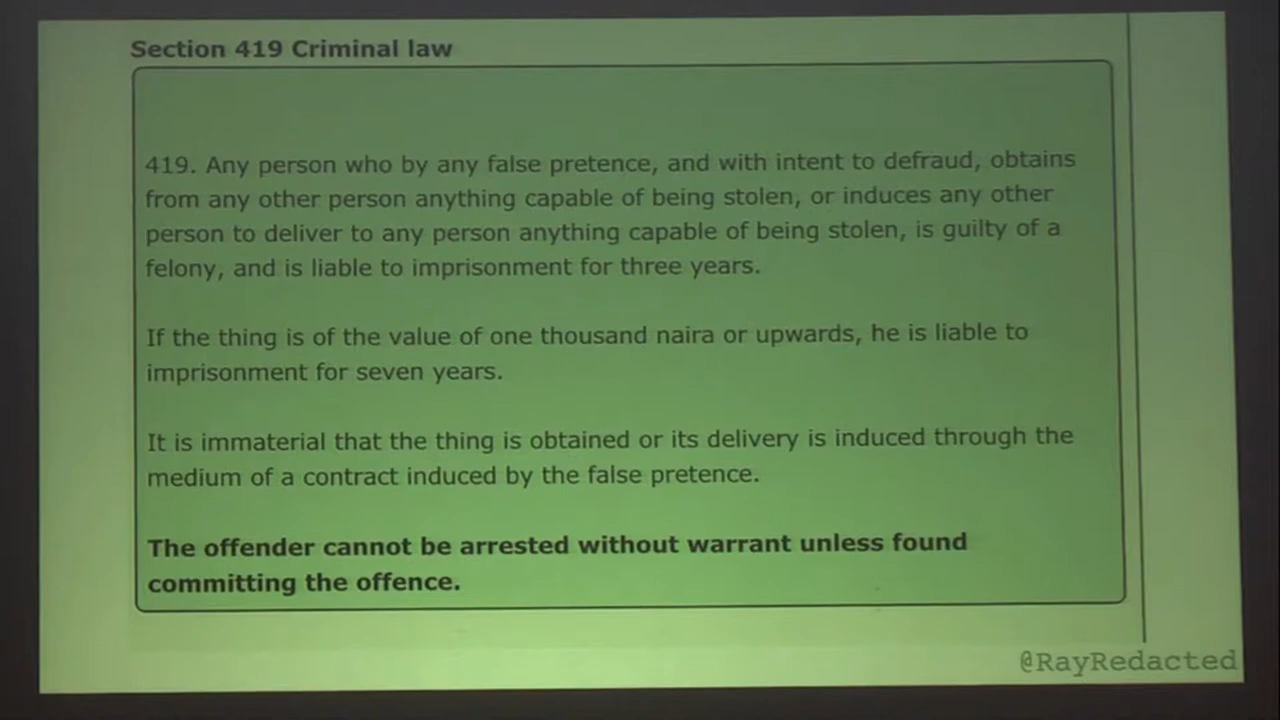 Section 419 Criminal law
419. Any person who by any false pretence, and with intent to defraud, obtains
from any other person anything capable of being stolen, or induces any other
person to deliver to any person anything capable of being stolen, is guilty of a
felony, and is liable to imprisonment for three years.
If the thing is of the value of one thousand naira or upwards, he is liable to
imprisonment for seven years.
It is immaterial that the thing is obtained or its delivery is induced through the
medium of a contract induced by the false pretence.
The offender cannot be arrested without warrant unless found
committing the offence.
@RayRedacted